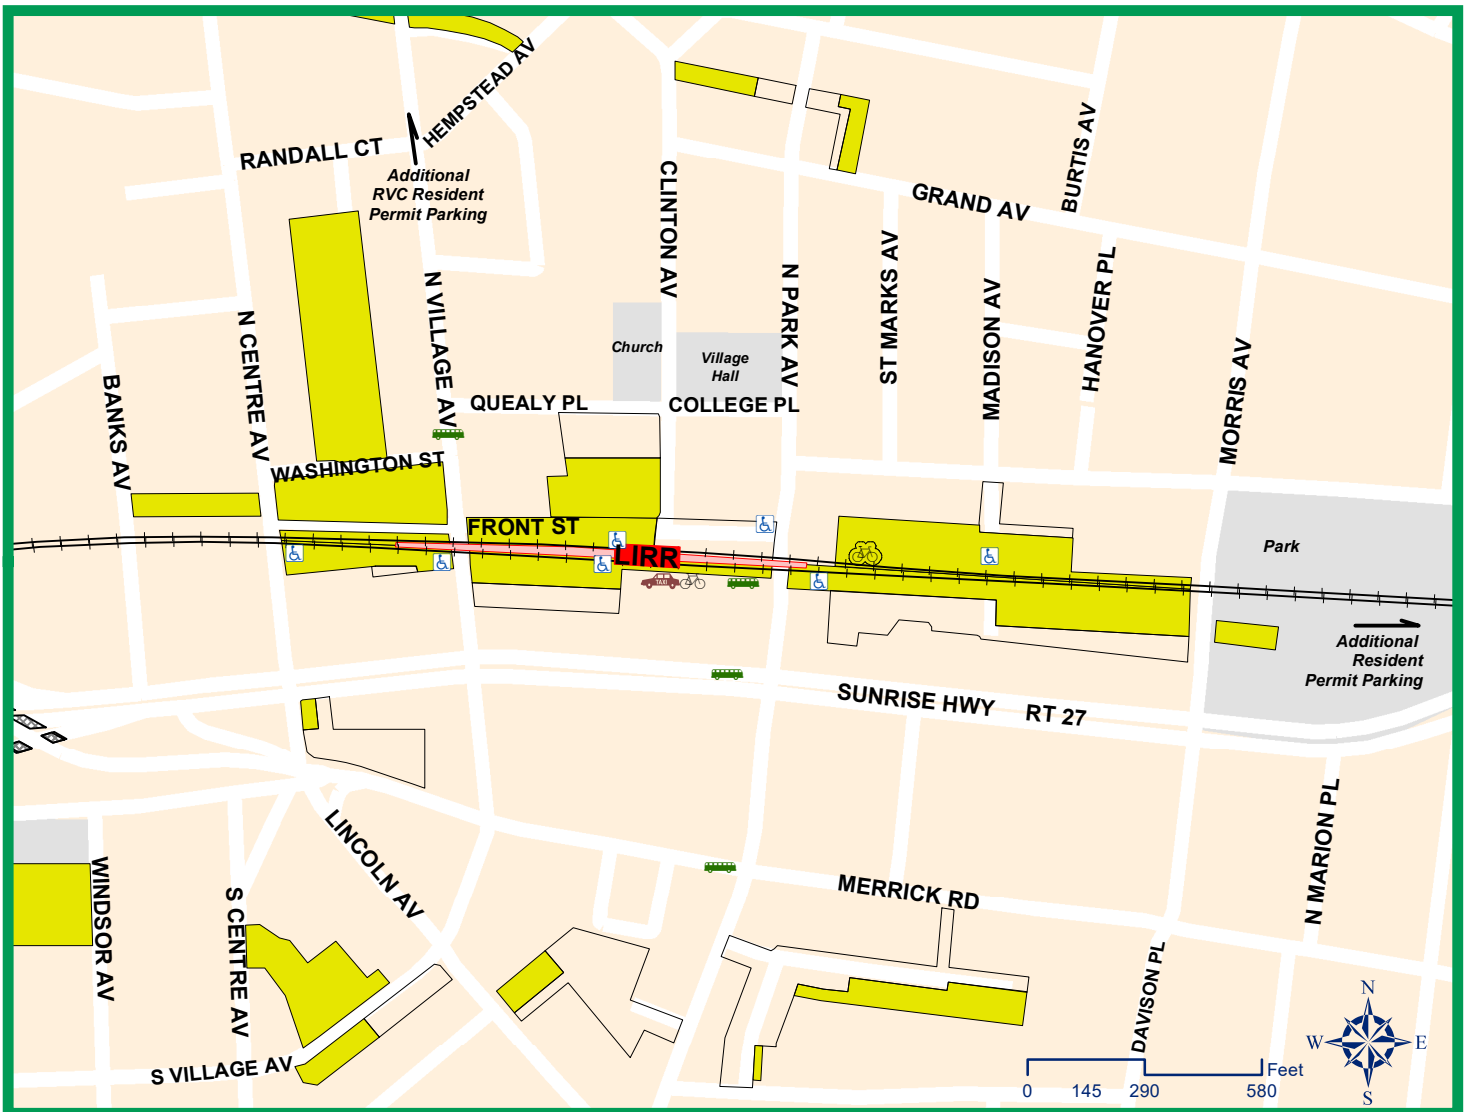 HEMPSTEAD AV
RANDALL CT
Additional
RVC Resident
Permit Parking
BURTIS AV
CLINTON AV
GRAND AV
N VILLAGE AV
N PARK AV
ST MARKS AV
MADISON AV
HANOVER PL
N CENTRE AV
Church
Village
Hall
MORRIS AV
BANKS AV
QUEALY PL
COLLEGE PL
WASHINGTON ST
FRONT ST
LIRR
TAXI
Park
Additional
Resident
Permit Parking
SUNRISE HWY RT 27
LINCOLN AV
N MARION PL
WINDSOR AV
S CENTRE AV
MERRICK RD
DAVISON PL
S VILLAGE AV
N
W E
S
Feet
0 145 290 580